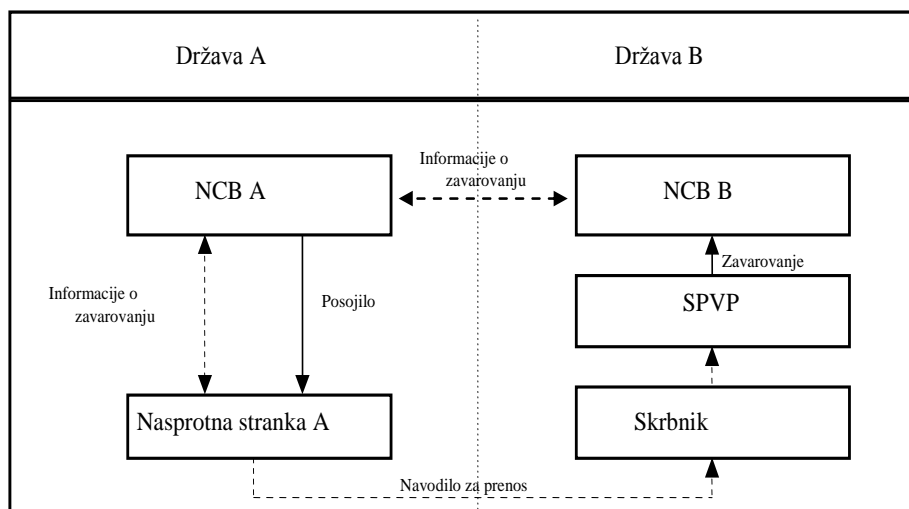 Država A
Država B
Informacije o
zavarovanju
NCB A
NCB B
Zavarovanje
Informacije o
zavarovanju
Posojilo
SPVP
Nasprotna stranka A
Skrbnik
Navodilo za prenos